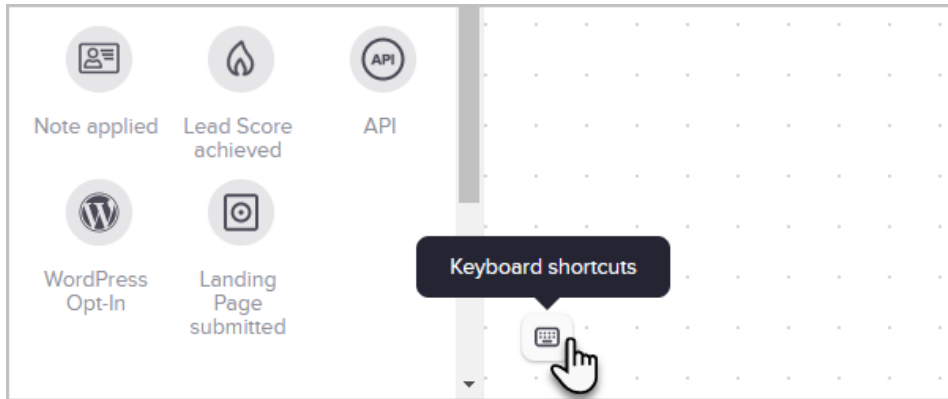 API
Note applied
Lead Score
achieved
API
WordPress
Opt-In
Landing
Page
submitted
Keyboard shortcuts